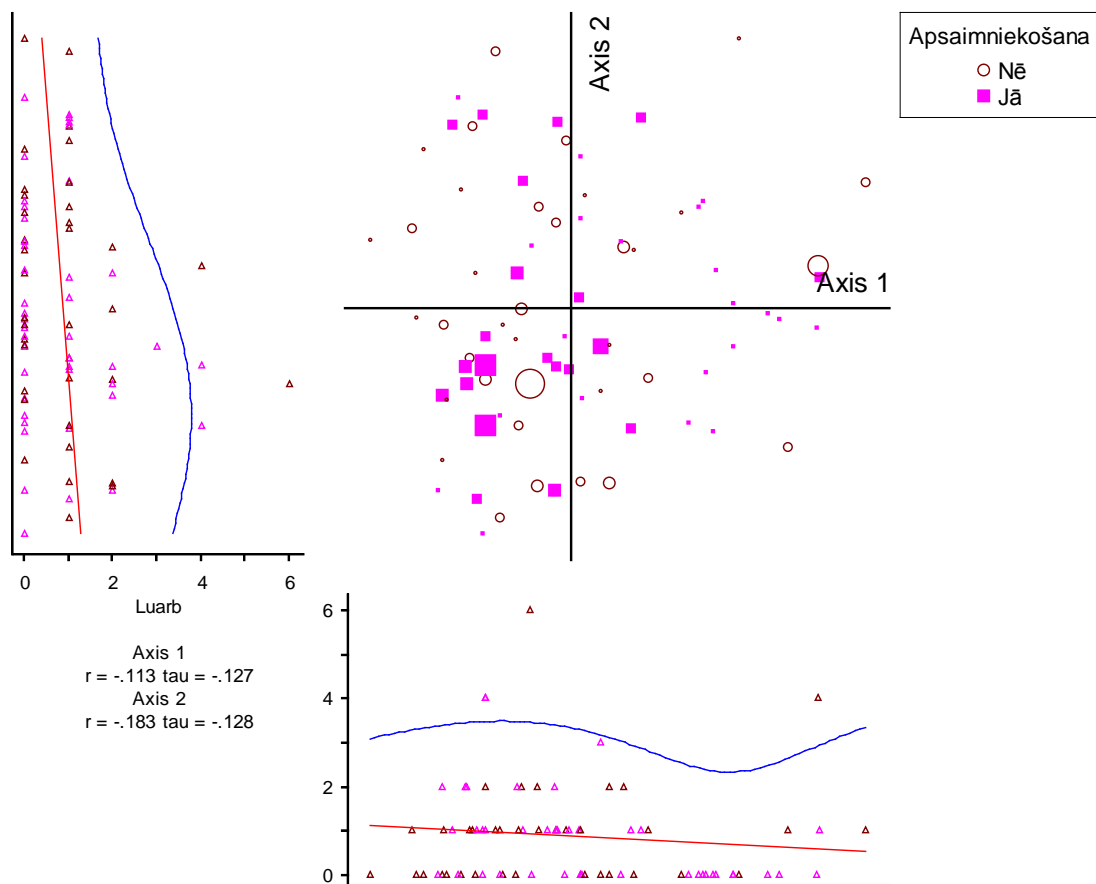 Axis 2
Axis 1
Apsaimniekošana
Nē
Jā
0 2 4 6
Luarb
Axis 1
r = -.113 tau = -.127
Axis 2
r = -.183 tau = -.128
6
4
2
0